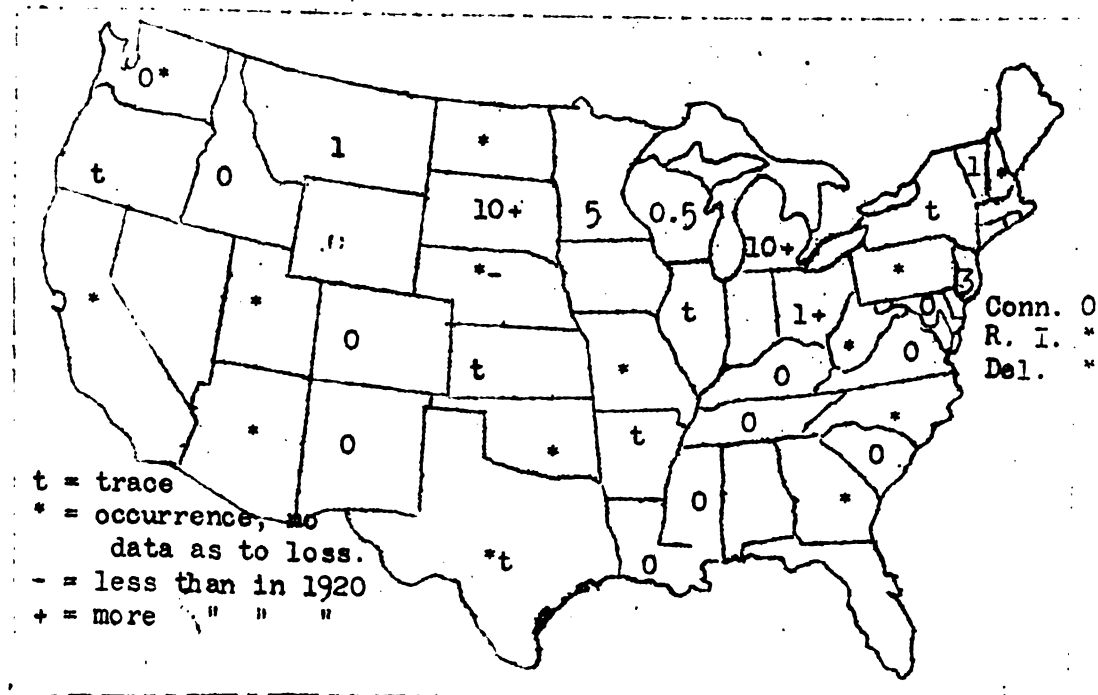 0*
1
*
t
0
10+
5
0.5
10+
t
1
*
*
*
*-
*
3
0
0
t
1+
*
0
Conn. 0
R. I. *
Del. *
t
*
0
*
0
t
*
0
*
0
*
0
0
*
*t
0
t = trace
* = occurrence, no
data as to loss.
- = less than in 1920
+ = more " " "